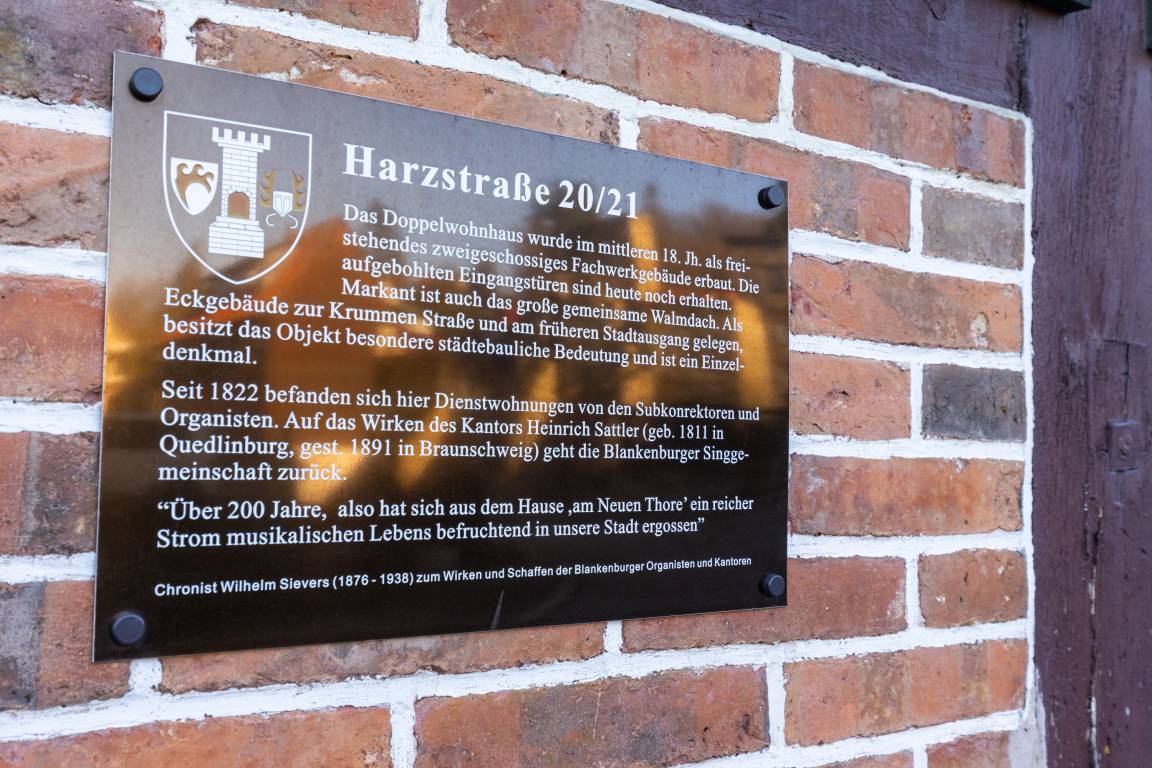 Harzstraße 20/21
Das Doppelwohnhaus wurde im mittleren 18. Jh. als frei-
stehendes zweigeschossiges Fachwerkgebäude erbaut. Die
aufgebohlten Eingangstüren sind heute noch erhalten.
Markant ist auch das große gemeinsame Walmdach. Als
Eckgebäude zur Krummen Straße und am früheren Stadtausgang gelegen,
besitzt das Objekt besondere städtebauliche Bedeutung und ist ein Einzel-
denkmal.
Seit 1822 befanden sich hier Dienstwohnungen von den Subkonrektoren und
Organisten. Auf das Wirken des Kantors Heinrich Sattler (geb. 1811 in
Quedlinburg, gest. 1891 in Braunschweig) geht die Blankenburger Singge-
meinschaft zurück.
“Über 200 Jahre, also hat sich aus dem Hause ‚am Neuen Thore’ ein reicher
Strom musikalischen Lebens befruchtend in unsere Stadt ergossen”
Chronist Wilhelm Sievers (1876 - 1938) zum Wirken und Schaffen der Blankenburger Organisten und Kantoren